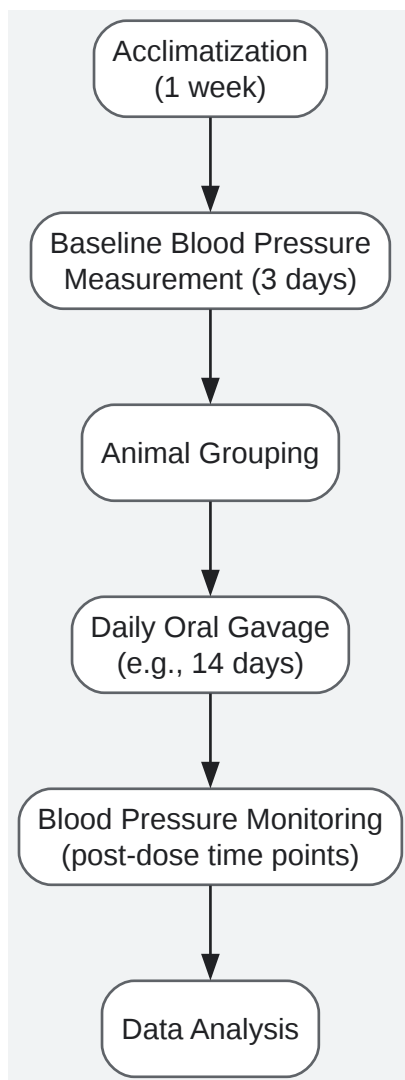 Acclimatization
(1 week)
Baseline Blood Pressure
Measurement (3 days)
Animal Grouping
Daily Oral Gavage
(e.g., 14 days)
Blood Pressure Monitoring
(post-dose time points)
Data Analysis